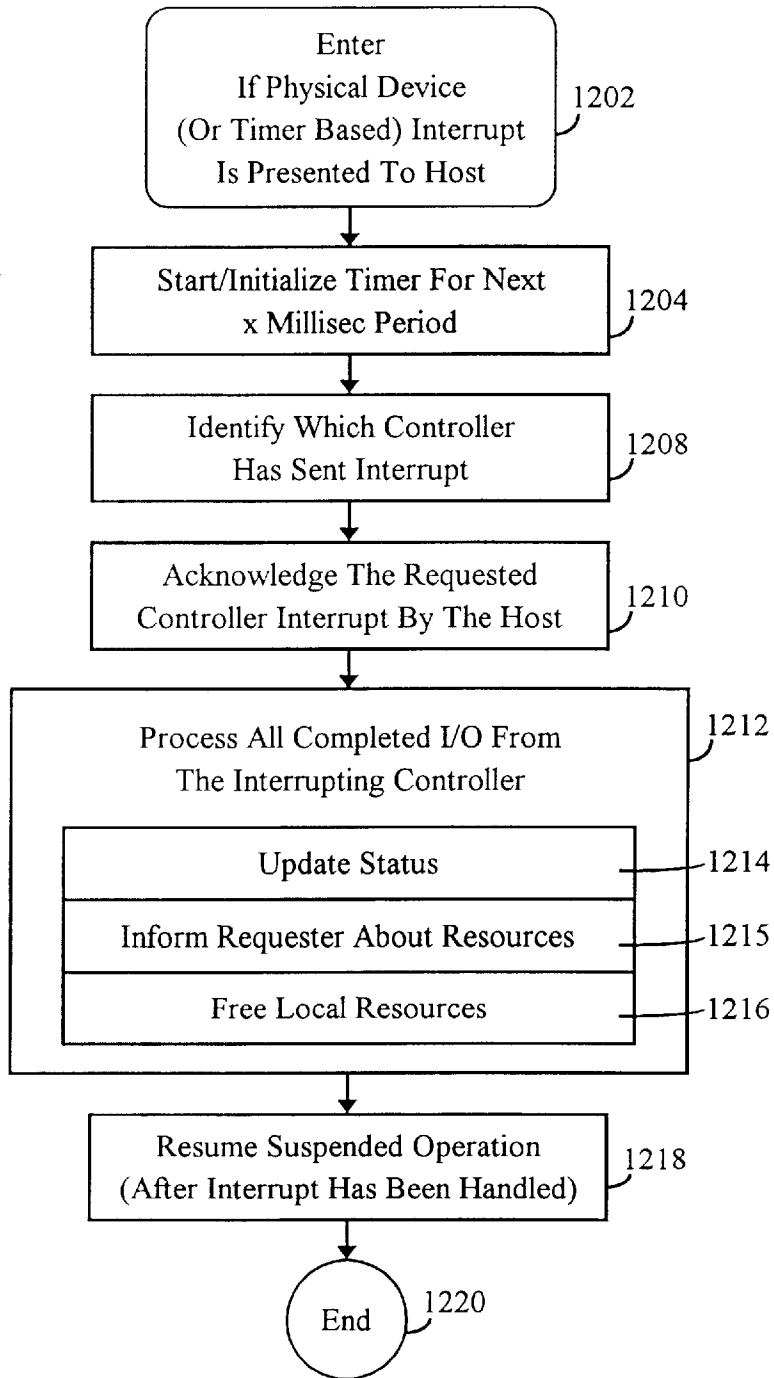 Enter
If Physical Device
(Or Timer Based) Interrupt
Is Presented To Host
1202
Start/Initialize Timer For Next
x Millisec Period
1204
Identify Which Controller
Has Sent Interrupt
1208
Acknowledge The Requested
Controller Interrupt By The Host
1210
Process All Completed I/O From
The Interrupting Controller
1212
Update Status
1214
Inform Requester About Resources
1215
Free Local Resources
1216
Resume Suspended Operation
(After Interrupt Has Been Handled)
1218
End
1220